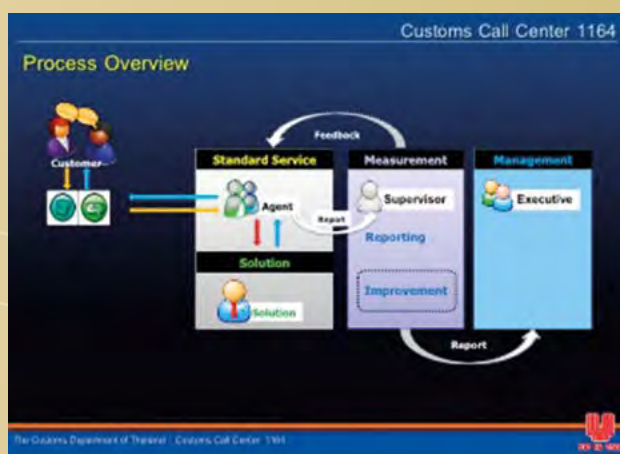 Customs Call Center 1164
Process Overview
Feedback
Customer
Standard Service
Measurement
Management
Agent
Report
Supervisor
Executive
Reporting
Solution
Solution
Improvement
Report
The Customs Department of Thailand : Customs Call Center 1164